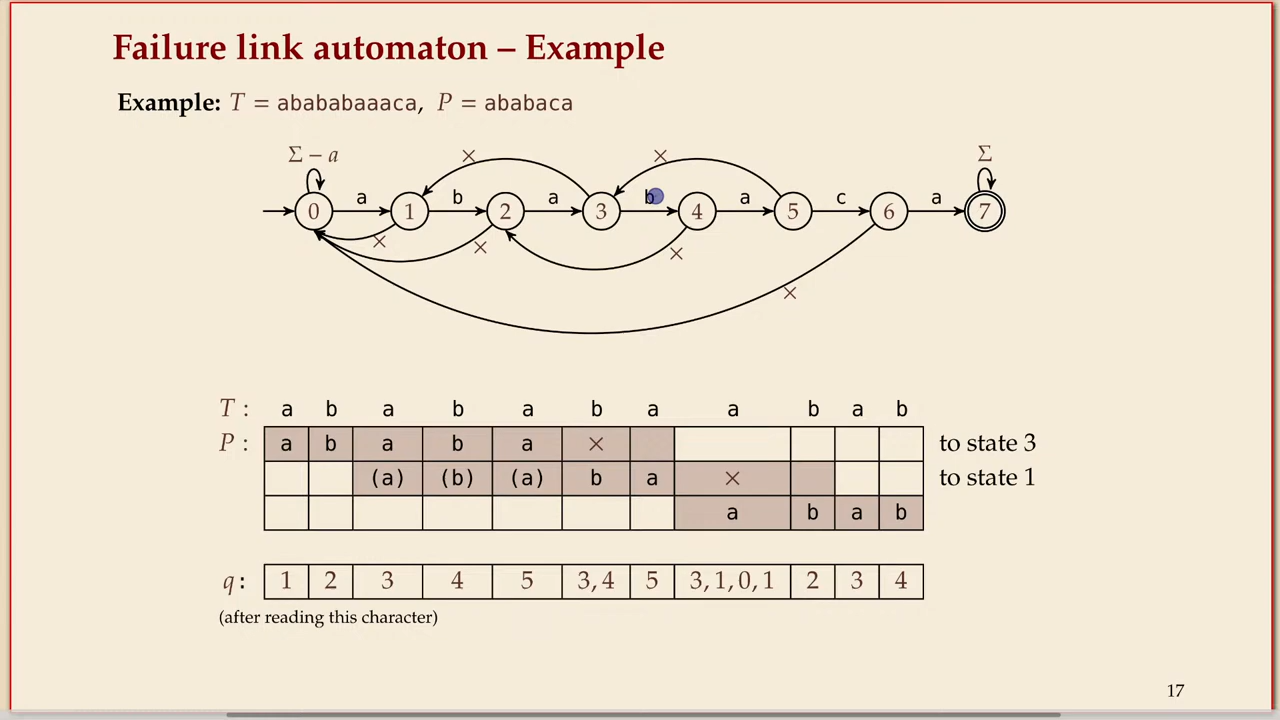 Failure link automaton – Example
Example: T = abababaaaca, P = ababaca
Σ − a × × Σ
0 a 1 b 2 a 3 b 4 a 5 c 6 a 7
× × × ×
T : a b a b a b a a b a b
P : a b a b a × to state 3
(a) (b) (a) b a × to state 1
a b a b
q : 1 2 3 4 5 3, 4 5 3, 1, 0, 1 2 3 4
(after reading this character)
17